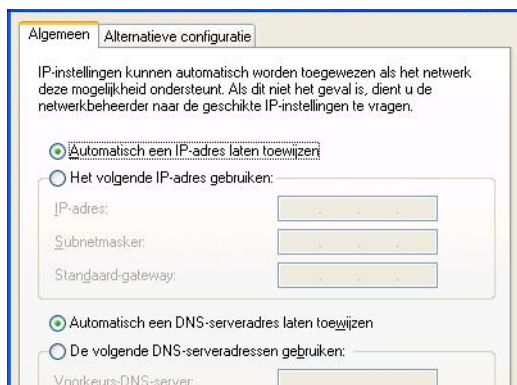 Algemeen
Alternatieve configuratie
IP-instellingen kunnen automatisch worden toegewezen als het netwerk
deze mogelijkheid ondersteunt. Als dit niet het geval is, dient u de
netwerkbeheerder naar de geschikte IP-instellingen te vragen.
Automatisch een IP-adres laten toewijzen
Het volgende IP-adres gebruiken:
IP-adres:
Subnetmasker:
Standaard-gateway:
Automatisch een DNS-serveradres laten toewijzen
De volgende DNS-serveradressen gebruiken:
Voorkeurs-DNS-server: